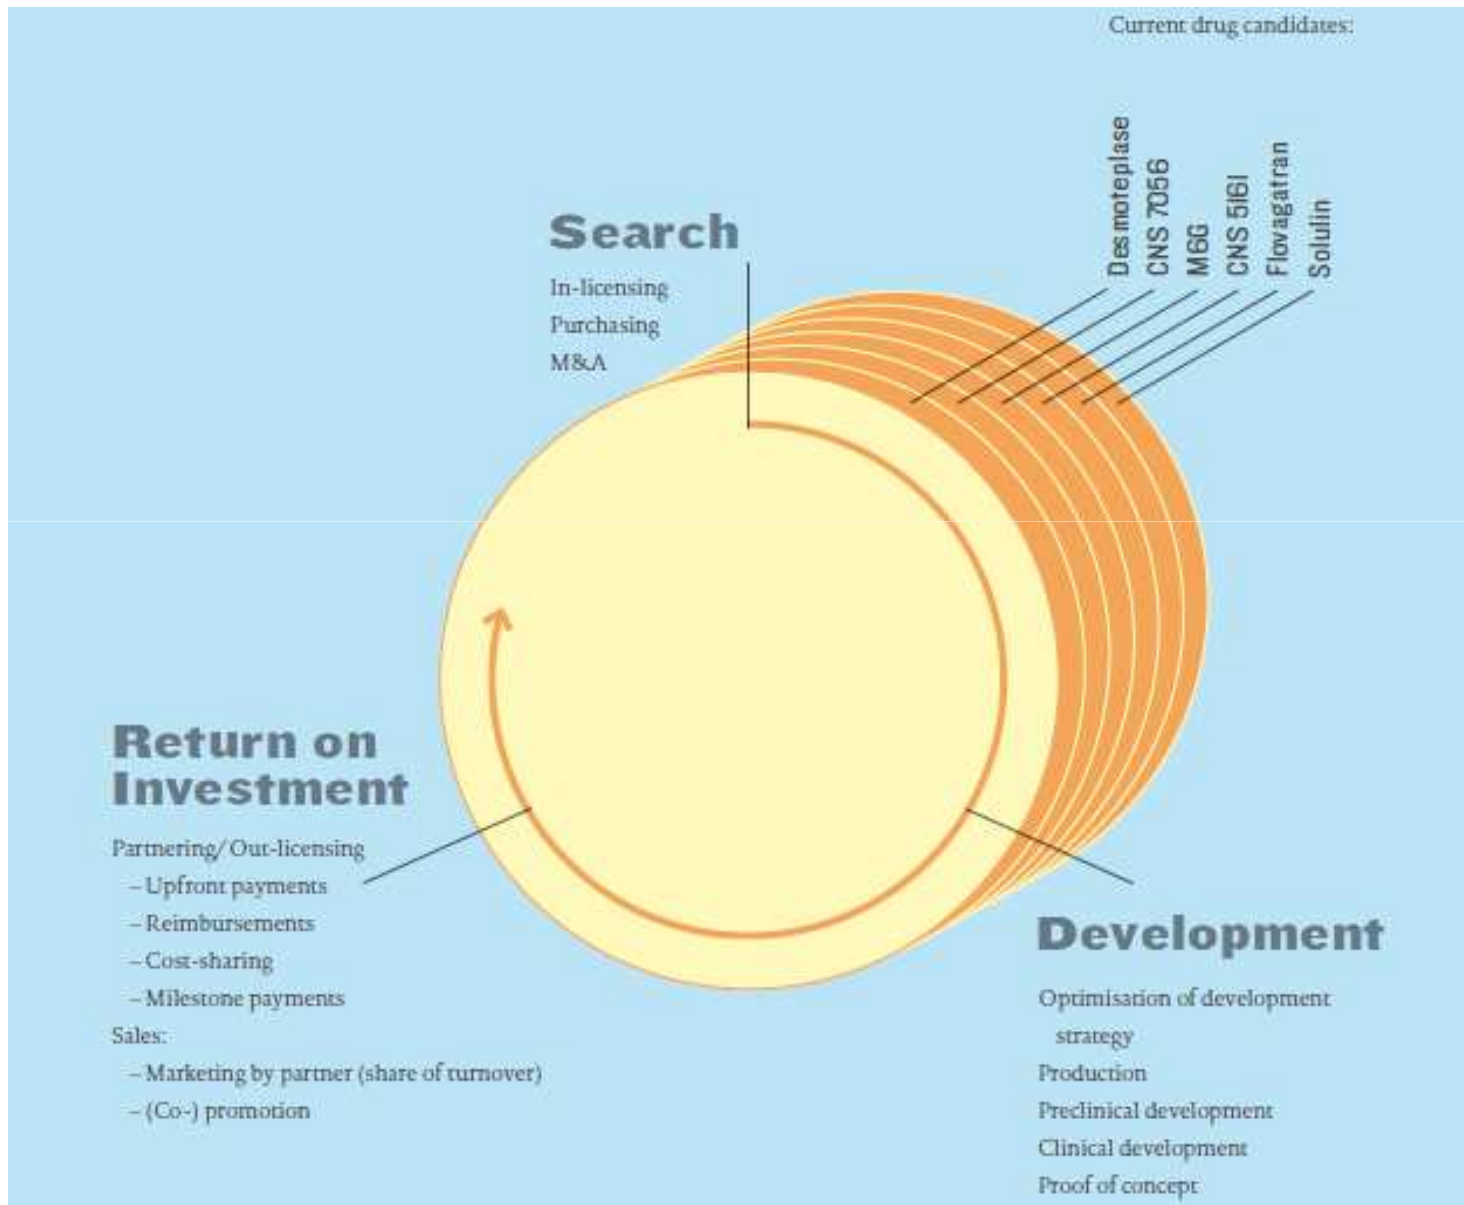 Current drug candidates:
Desmoteplase
CNS 7056
M6G
CNS 5161
Flovagatran
Solulin
Search
In-licensing
Purchasing
M&A
Return on
Investment
Partnering/Out-licensing
– Upfront payments
– Reimbursements
– Cost-sharing
– Milestone payments
Sales:
– Marketing by partner (share of turnover)
– (Co-) promotion
Development
Optimisation of development
strategy
Production
Preclinical development
Clinical development
Proof of concept